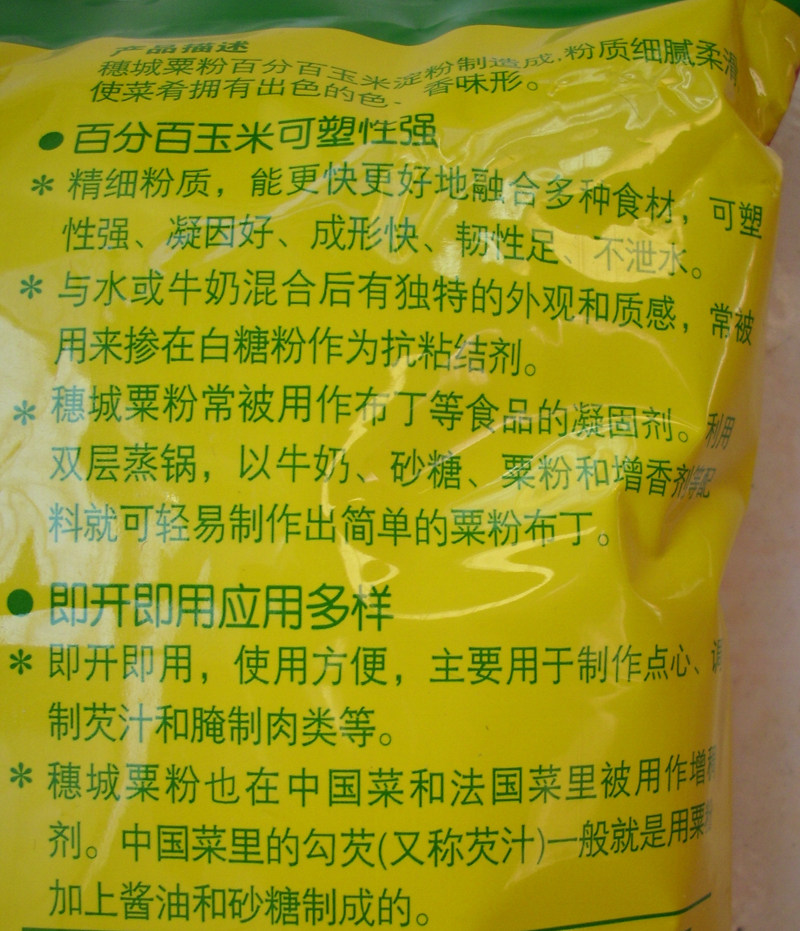 产品描述
穗城粟粉百分百玉米淀粉制造成.粉质细腻柔滑
使菜肴拥有出色的色.香味形。
● 百分百玉米可塑性强
* 精细粉质，能更快更好地融合多种食材，可塑
性强、凝因好、成形快、韧性足、不泄水。
* 与水或牛奶混合后有独特的外观和质感，常被
用来掺在白糖粉作为抗粘结剂。
* 穗城粟粉常被用作布丁等食品的凝固剂。利用
双层蒸锅，以牛奶、砂糖、粟粉和增香剂等配
料就可轻易制作出简单的粟粉布丁。
● 即开即用应用多样
* 即开即用，使用方便，主要用于制作点心、调
制芡汁和腌制肉类等。
* 穗城粟粉也在中国菜和法国菜里被用作增稠
剂。中国菜里的勾芡(又称芡汁)一般就是用粟粉
加上酱油和砂糖制成的。